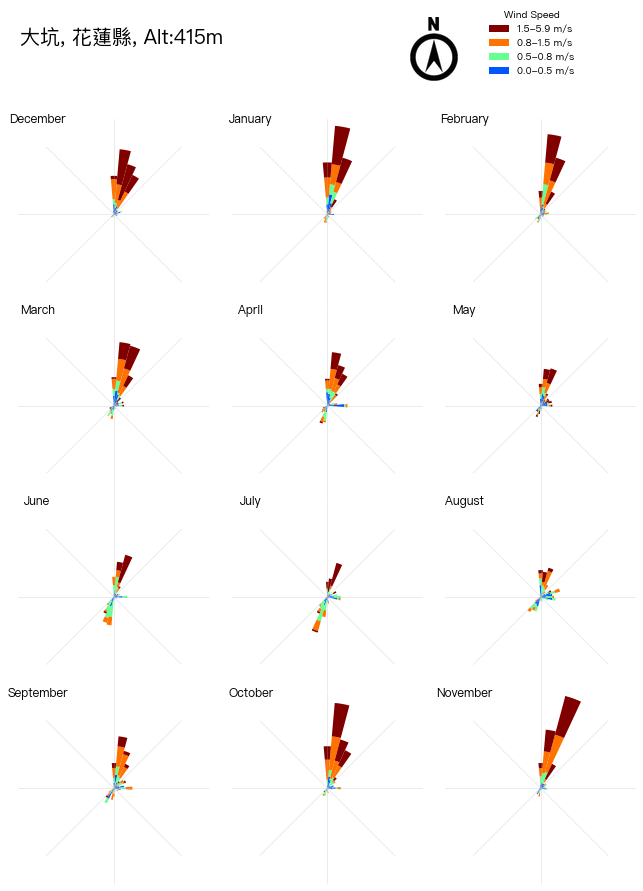 大坑, 花蓮縣, Alt:415m
N
Wind Speed
1.5–5.9 m/s
0.8–1.5 m/s
0.5–0.8 m/s
0.0–0.5 m/s
December
January
February
March
April
May
June
July
August
September
October
November